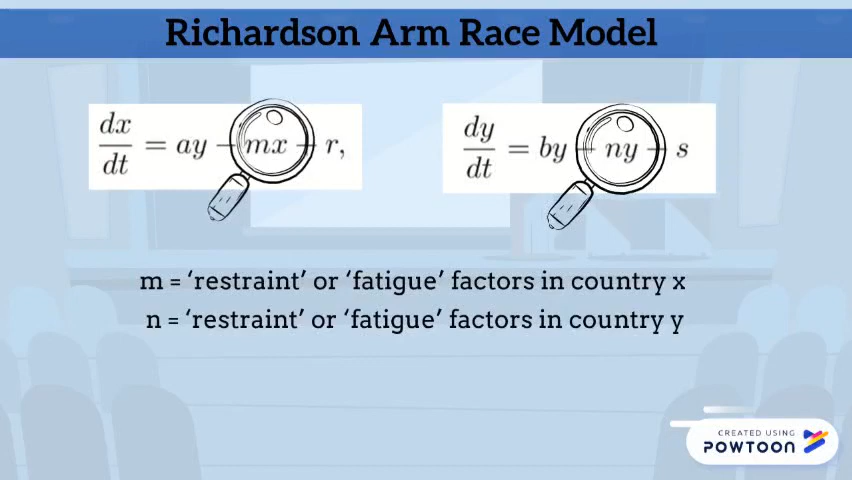 Richardson Arm Race Model
dx/dt = ay − mx + r,
dy/dt = by − ny + s
m = ‘restraint’ or ‘fatigue’ factors in country x
n = ‘restraint’ or ‘fatigue’ factors in country y
CREATED USING
POWTOON